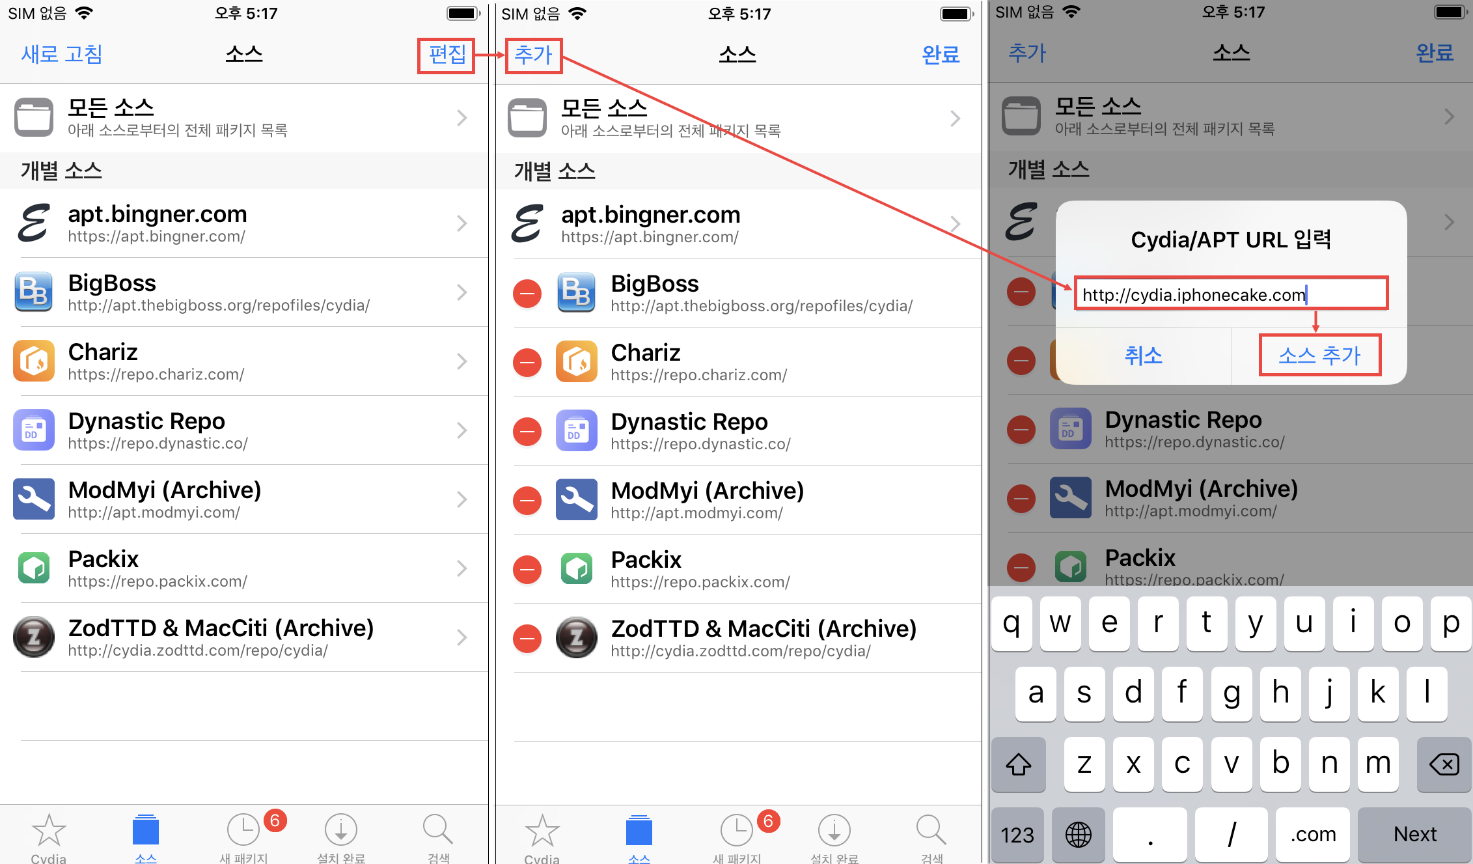 SIM 없음 오후 5:17
새로 고침 소스 편집
모든 소스
아래 소스로부터의 전체 패키지 목록
개별 소스
apt.bingner.com
https://apt.bingner.com/
BigBoss
http://apt.thebigboss.org/repofiles/cydia/
Chariz
https://repo.chariz.com/
Dynastic Repo
https://repo.dynastic.co/
ModMyi (Archive)
http://apt.modmyi.com/
Packix
https://repo.packix.com/
ZodTTD & MacCiti (Archive)
http://cydia.zodttd.com/repo/cydia/
6
Cydia 소스 새 패키지 설치 완료 검색
SIM 없음 오후 5:17
추가 소스 완료
모든 소스
아래 소스로부터의 전체 패키지 목록
개별 소스
apt.bingner.com
https://apt.bingner.com/
BigBoss
http://apt.thebigboss.org/repofiles/cydia/
Chariz
https://repo.chariz.com/
Dynastic Repo
https://repo.dynastic.co/
ModMyi (Archive)
http://apt.modmyi.com/
Packix
https://repo.packix.com/
ZodTTD & MacCiti (Archive)
http://cydia.zodttd.com/repo/cydia/
6
Cydia 소스 새 패키지 설치 완료 검색
SIM 없음 오후 5:17
추가 소스 완료
모든 소스
아래 소스로부터의 전체 패키지 목록
개별 소스
Cydia/APT URL 입력
http://cydia.iphonecake.com
취소 소스 추가
Dynastic Repo
https://repo.dynastic.co/
ModMyi (Archive)
http://apt.modmyi.com/
Packix
https://repo.packix.com/
q w e r t y u i o p
a s d f g h j k l
z x c v b n m
123 . / .com Next